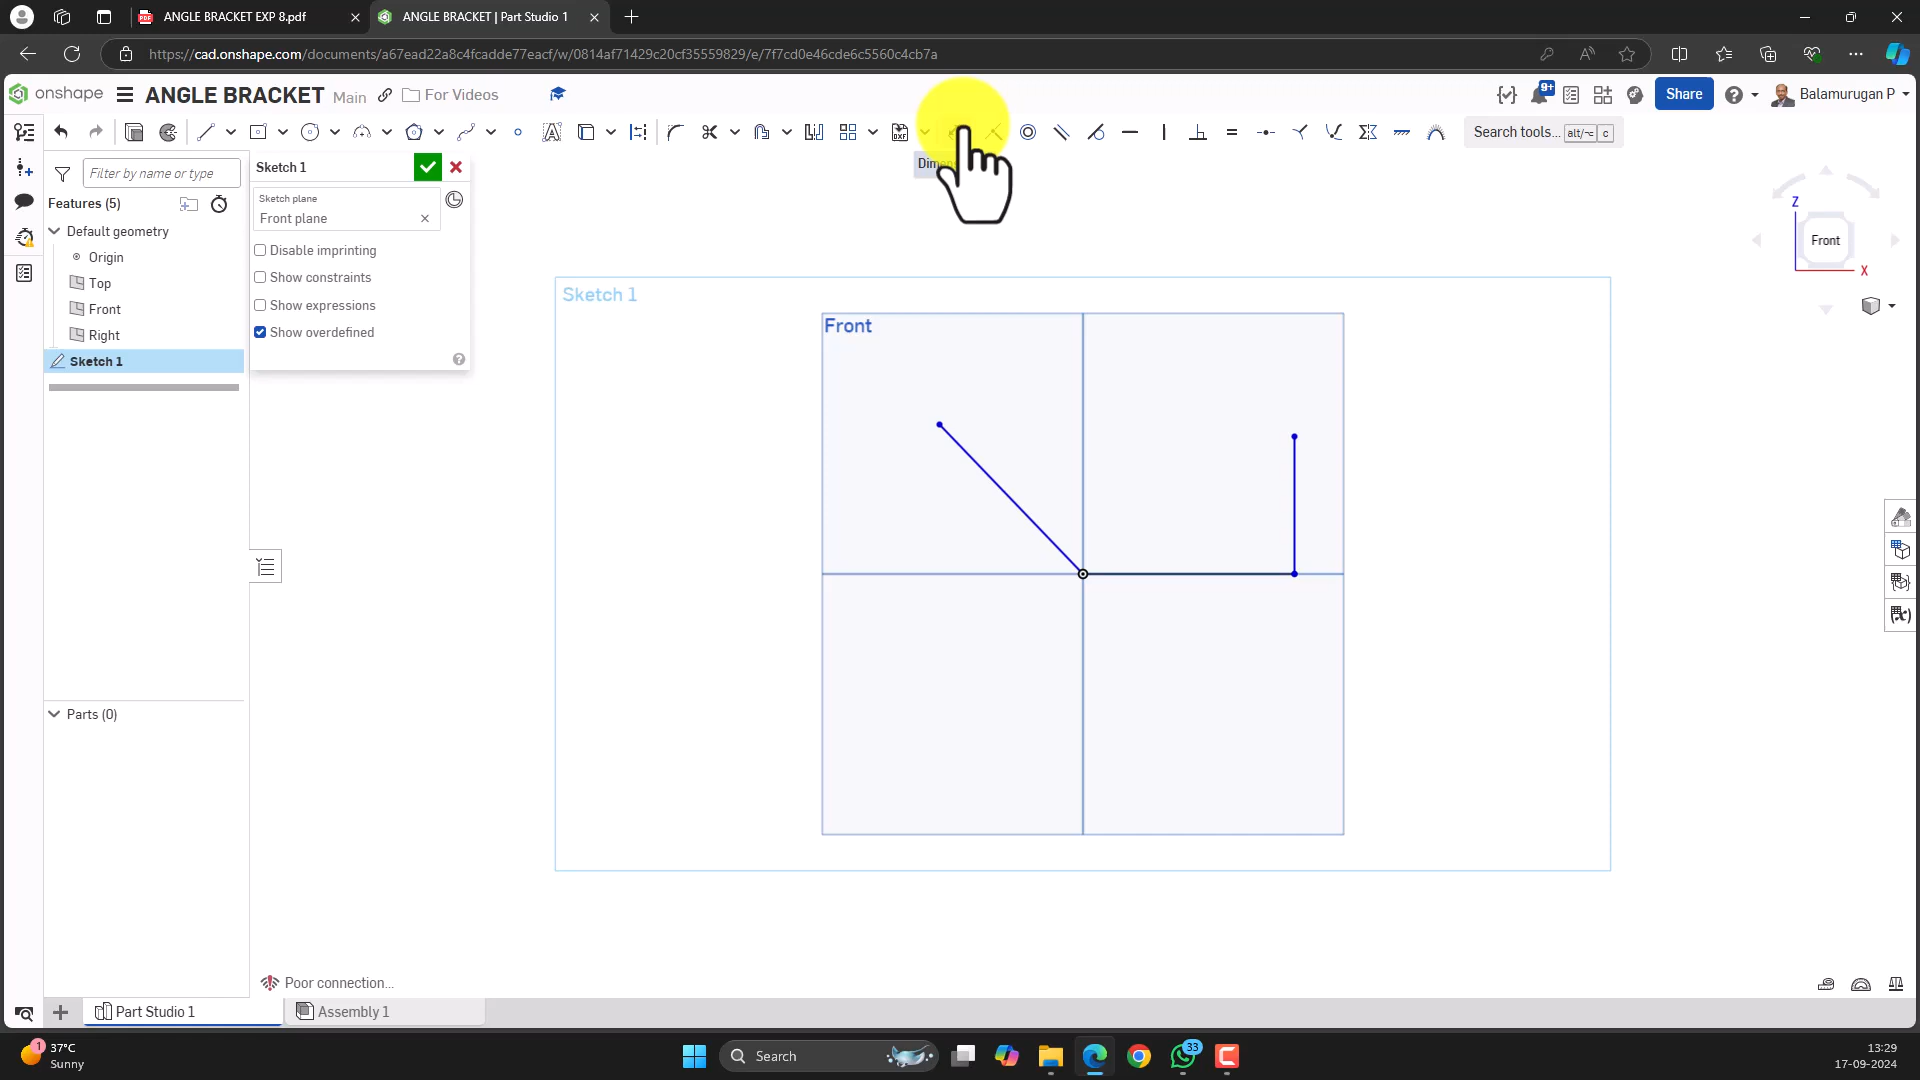 ANGLE BRACKET EXP 8.pdf
ANGLE BRACKET | Part Studio 1
https://cad.onshape.com/documents/a67ead22a8c4fcadde77eacf/w/0814af71429c20cf35559829/e/7f7cd0e46cde6c5560c4cb7a
onshape
ANGLE BRACKET Main
For Videos
9+
Share
Balamurugan P
Search tools... alt/⌥ c
Filter by name or type
Sketch 1
Dimen
Sketch plane
Front plane
Features (5)
Default geometry
Origin
Top
Front
Right
Sketch 1
Disable imprinting
Show constraints
Show expressions
Show overdefined
Sketch 1
Front
Z
Front
X
Parts (0)
Poor connection...
Part Studio 1
Assembly 1
1
37°C
Sunny
Search
33
13:29
17-09-2024